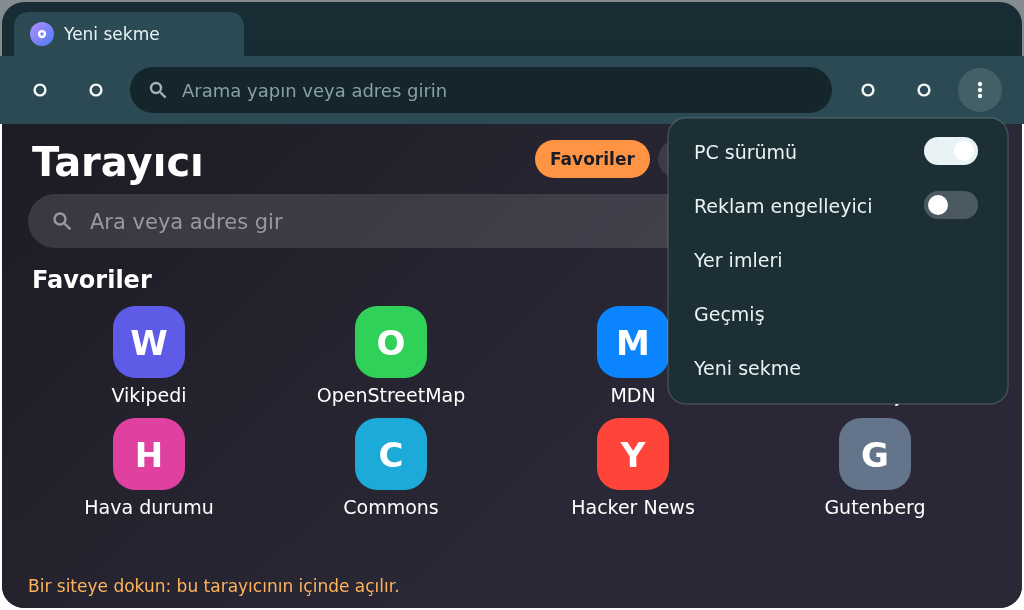 Yeni sekme
Arama yapın veya adres girin
Tarayıcı
Favoriler
Ara veya adres gir
PC sürümü
Reklam engelleyici
Yer imleri
Geçmiş
Yeni sekme
Favoriler
W
O
M
Vikipedi
OpenStreetMap
MDN
H
C
Y
G
Hava durumu
Commons
Hacker News
Gutenberg
Bir siteye dokun: bu tarayıcının içinde açılır.